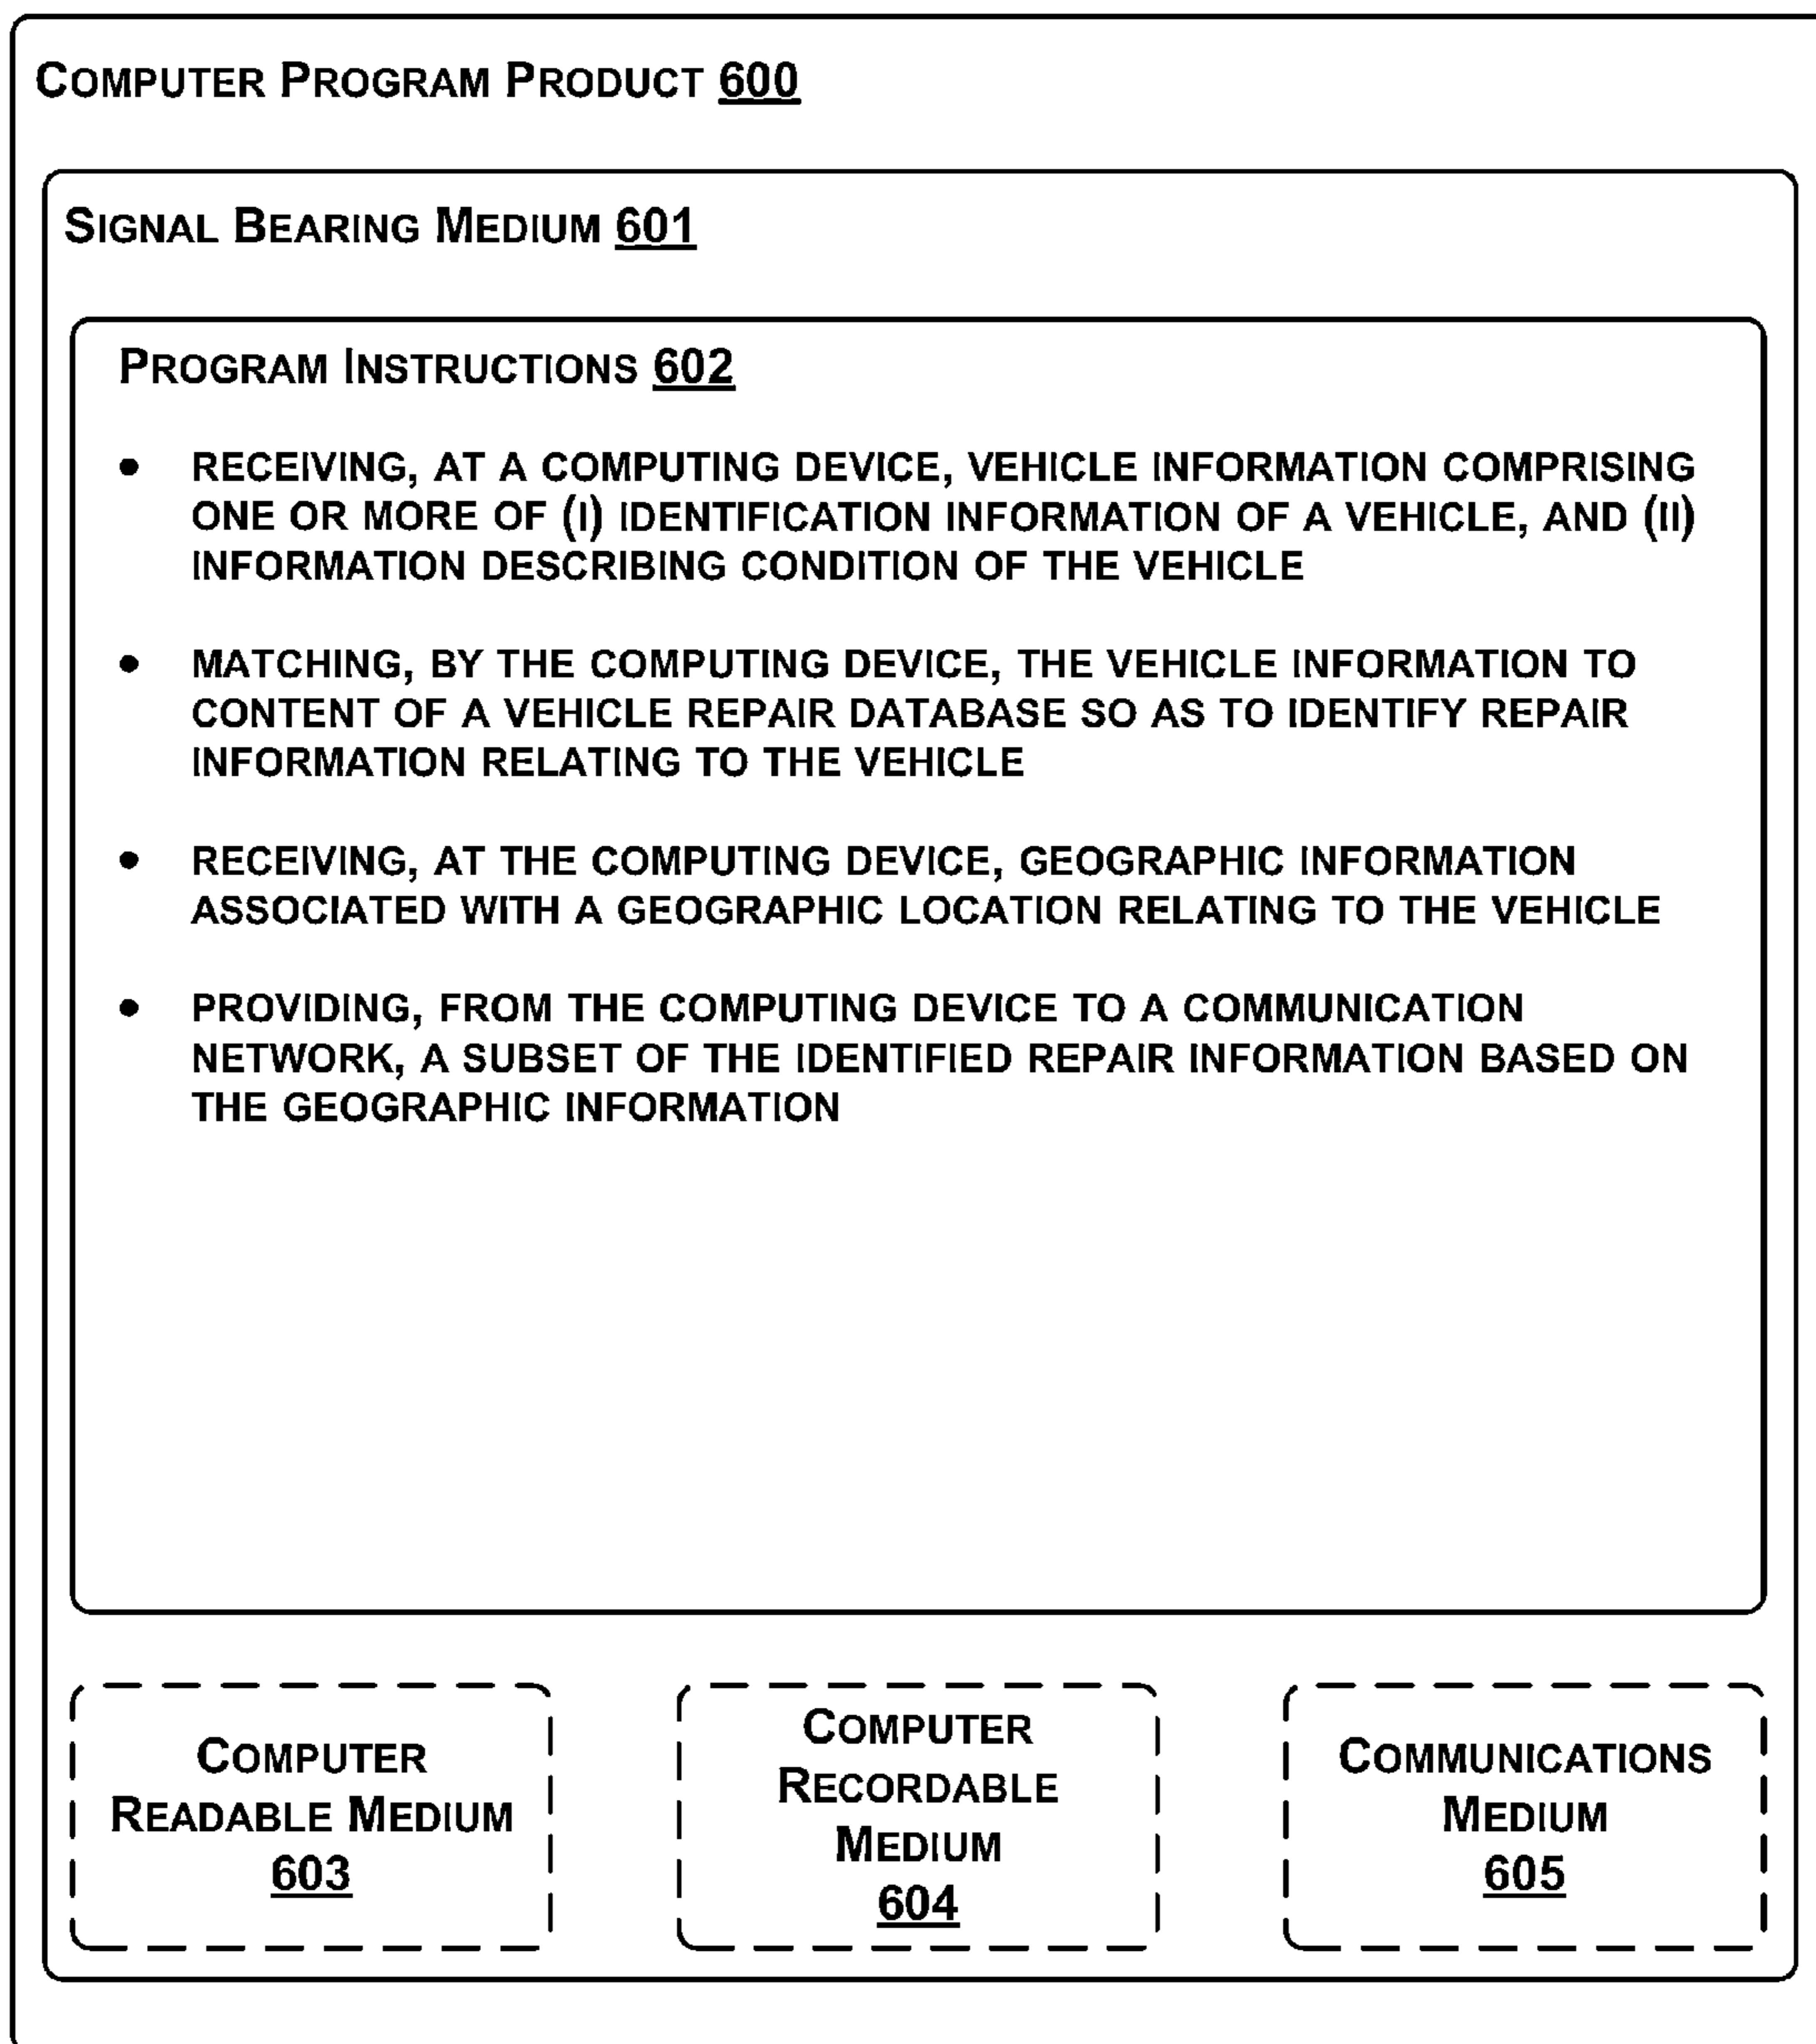 COMPUTER PROGRAM PRODUCT 600
SIGNAL BEARING MEDIUM 601
PROGRAM INSTRUCTIONS 602
• RECEIVING, AT A COMPUTING DEVICE, VEHICLE INFORMATION COMPRISING
ONE OR MORE OF (I) IDENTIFICATION INFORMATION OF A VEHICLE, AND (II)
INFORMATION DESCRIBING CONDITION OF THE VEHICLE
• MATCHING, BY THE COMPUTING DEVICE, THE VEHICLE INFORMATION TO
CONTENT OF A VEHICLE REPAIR DATABASE SO AS TO IDENTIFY REPAIR
INFORMATION RELATING TO THE VEHICLE
• RECEIVING, AT THE COMPUTING DEVICE, GEOGRAPHIC INFORMATION
ASSOCIATED WITH A GEOGRAPHIC LOCATION RELATING TO THE VEHICLE
• PROVIDING, FROM THE COMPUTING DEVICE TO A COMMUNICATION
NETWORK, A SUBSET OF THE IDENTIFIED REPAIR INFORMATION BASED ON
THE GEOGRAPHIC INFORMATION
COMPUTER
READABLE MEDIUM
603
COMPUTER
RECORDABLE
MEDIUM
604
COMMUNICATIONS
MEDIUM
605